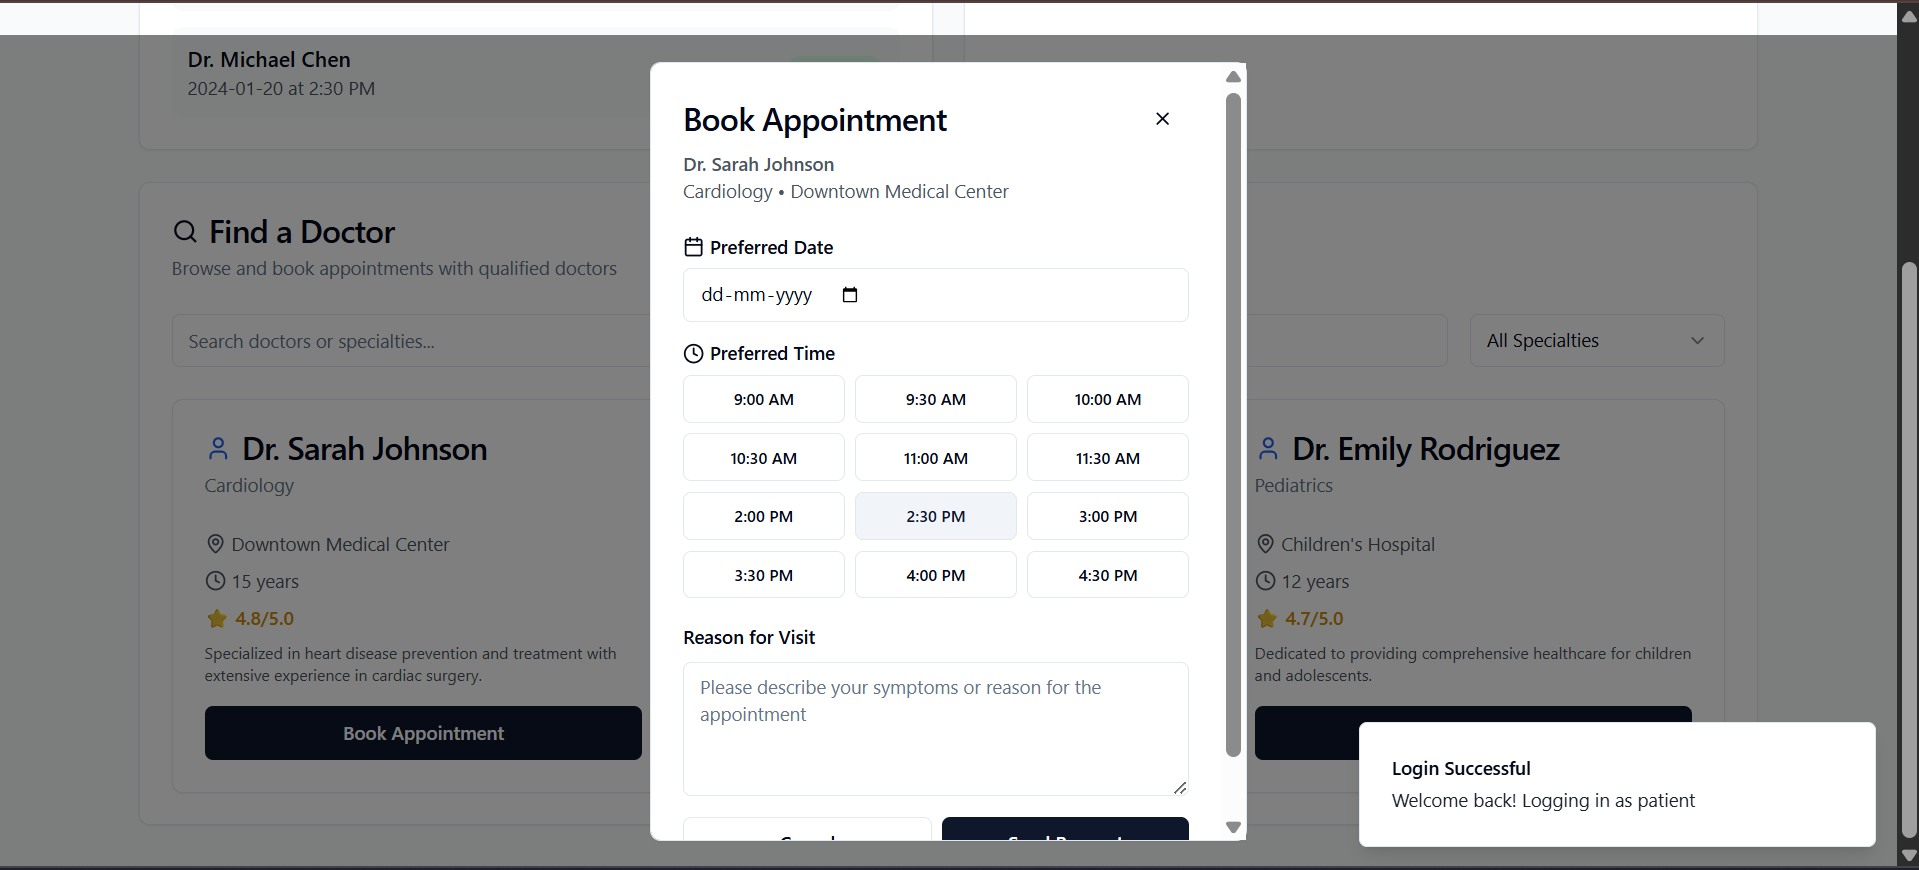 Dr. Michael Chen
2024-01-20 at 2:30 PM
Find a Doctor
Browse and book appointments with qualified doctors
Search doctors or specialties...
All Specialties
Dr. Sarah Johnson
Cardiology
Downtown Medical Center
15 years
4.8/5.0
Specialized in heart disease prevention and treatment with
extensive experience in cardiac surgery.
Book Appointment
Book Appointment
Dr. Sarah Johnson
Cardiology • Downtown Medical Center
Preferred Date
dd-mm-yyyy
Preferred Time
9:00 AM
9:30 AM
10:00 AM
10:30 AM
11:00 AM
11:30 AM
2:00 PM
2:30 PM
3:00 PM
3:30 PM
4:00 PM
4:30 PM
Reason for Visit
Please describe your symptoms or reason for the
appointment
Dr. Emily Rodriguez
Pediatrics
Children's Hospital
12 years
4.7/5.0
Dedicated to providing comprehensive healthcare for children
and adolescents.
Login Successful
Welcome back! Logging in as patient